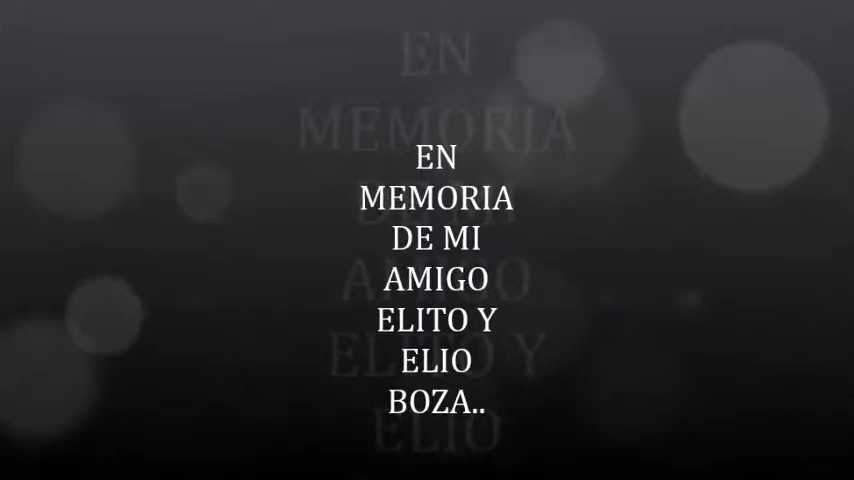 EN
MEMORIA
DE MI
AMIGO
ELITO Y
ELIO
BOZA..